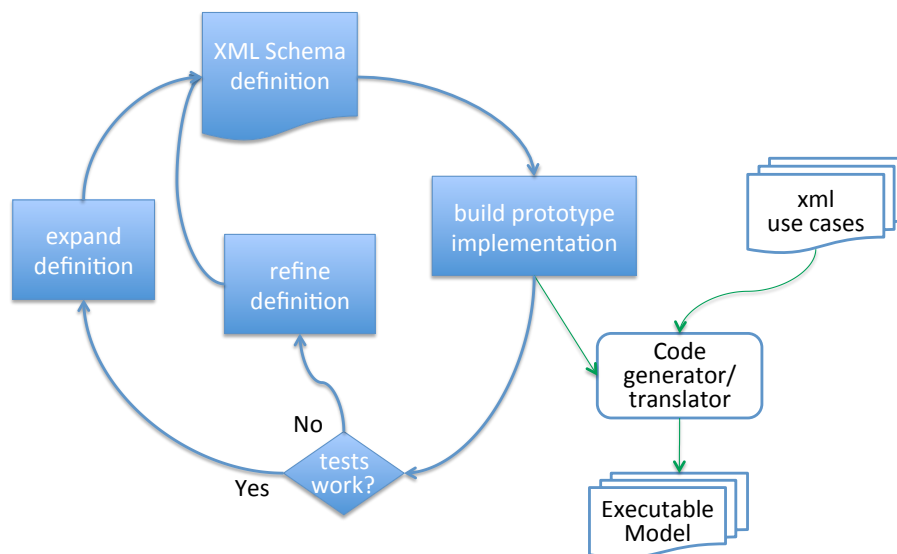 XML Schema
definition
build prototype
implementation
xml
use cases
expand
definition
refine
definition
Code
generator/
translator
No
Yes
tests
work?
Executable
Model